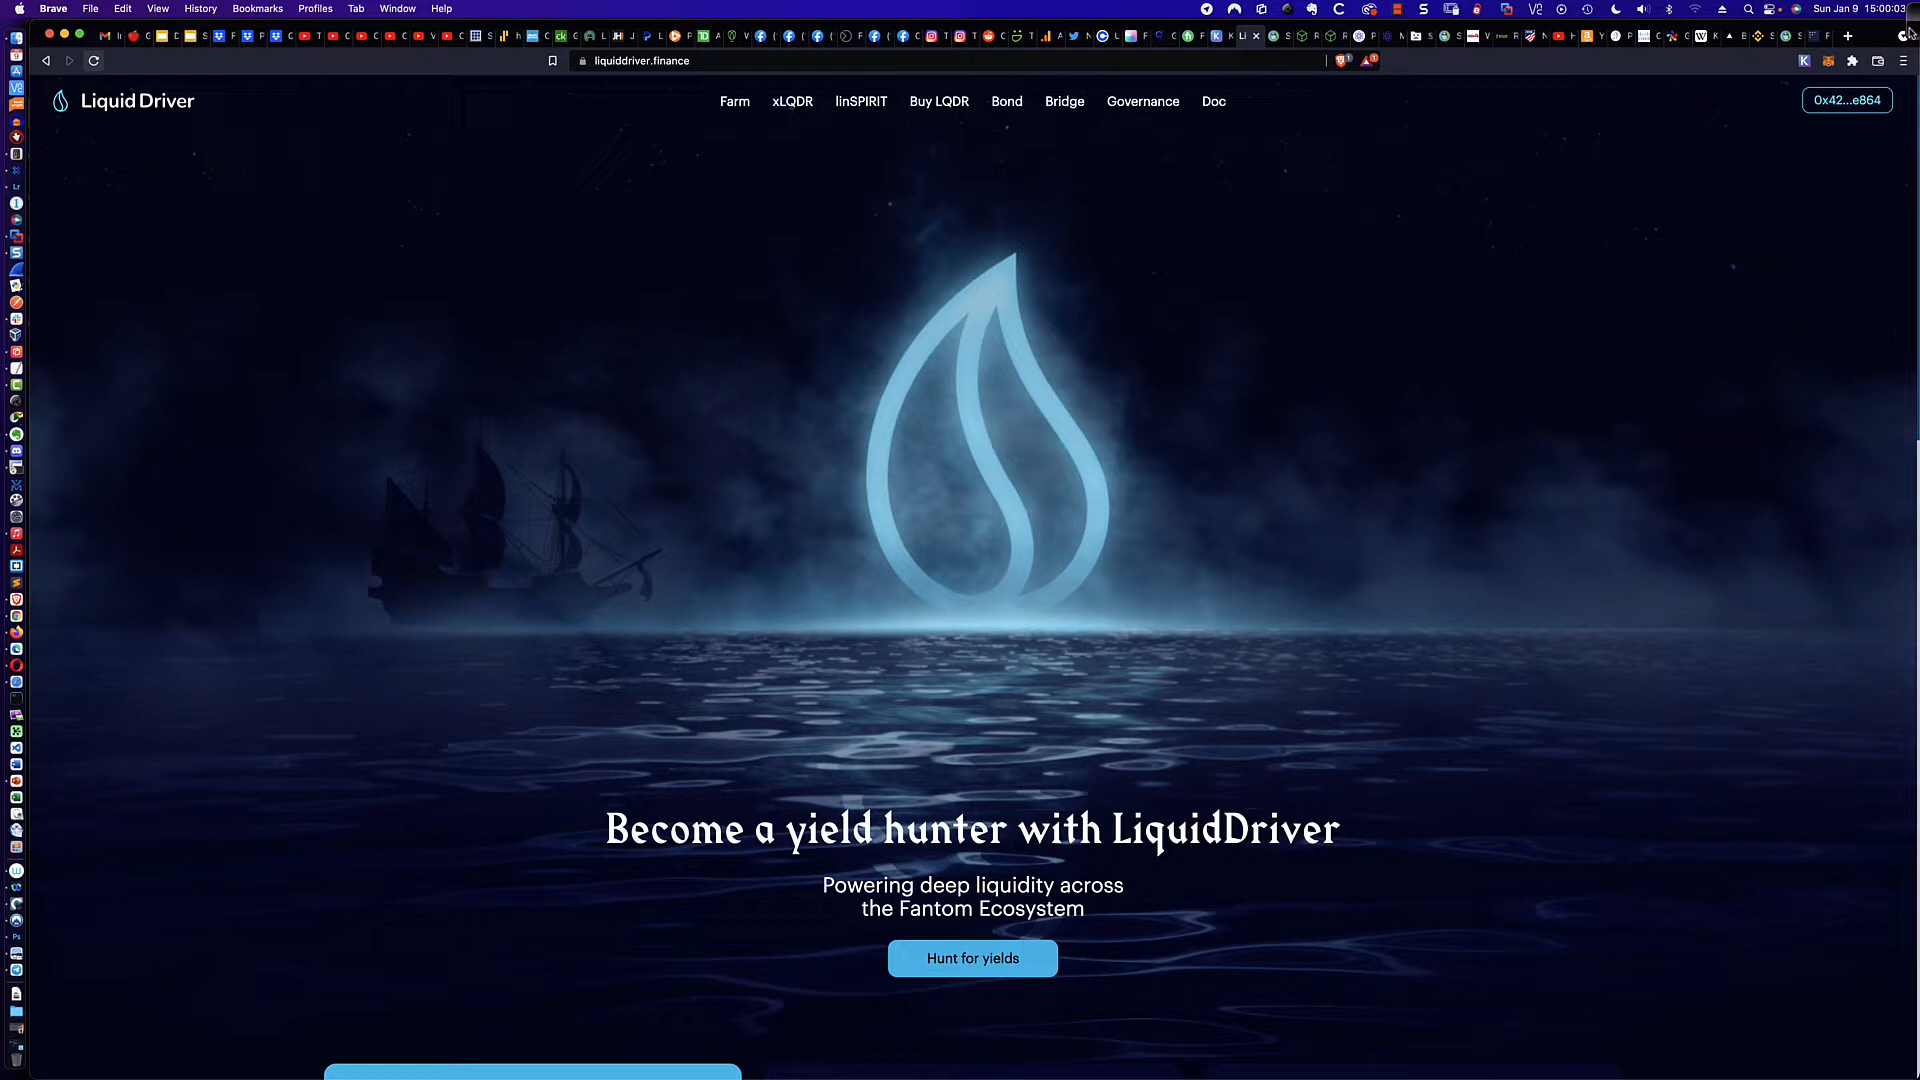 Brave File Edit View History Bookmarks Profiles Tab Window Help
Sun Jan 9 15:00:03
liquiddriver.finance
LiquidDriver
Farm xLQDR linSPIRIT Buy LQDR Bond Bridge Governance Doc
0x42...e864
Become a yield hunter with LiquidDriver
Powering deep liquidity across
the Fantom Ecosystem
Hunt for yields